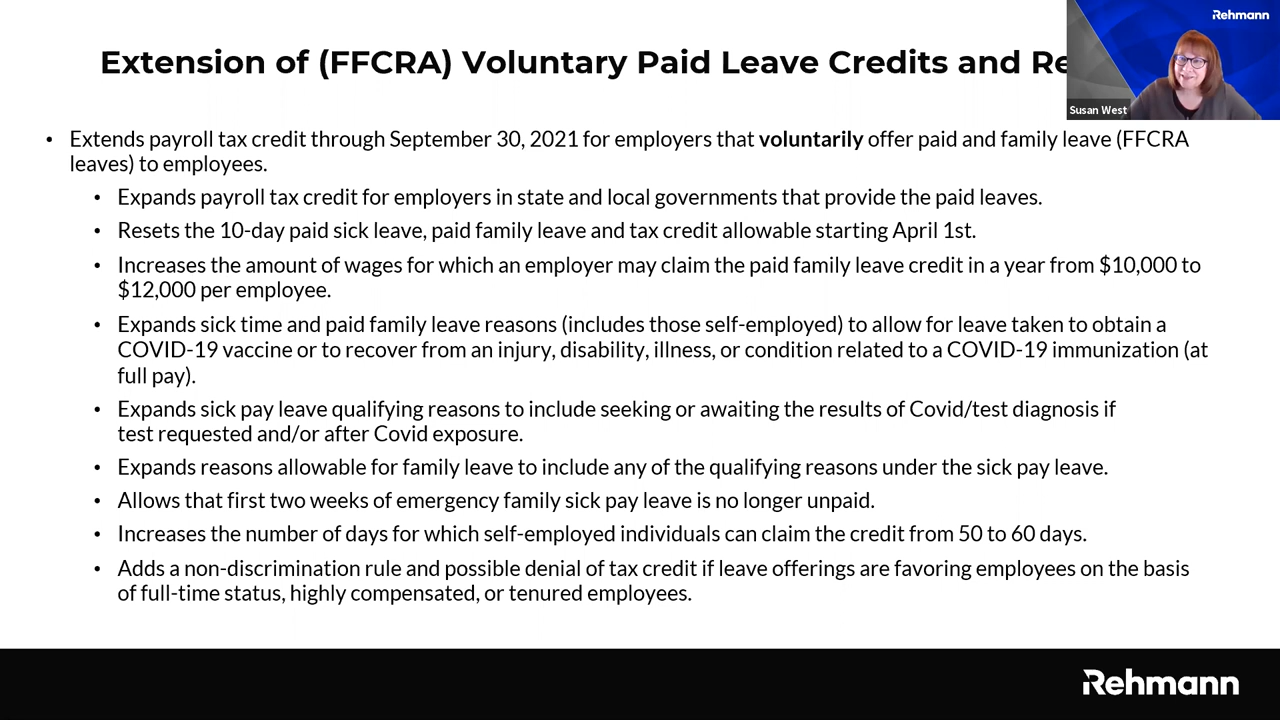 Rehmann
Extension of (FFCRA) Voluntary Paid Leave Credits and
Susan West
• Extends payroll tax credit through September 30, 2021 for employers that voluntarily offer paid and family leave (FFCRA
leaves) to employees.
• Expands payroll tax credit for employers in state and local governments that provide the paid leaves.
• Resets the 10-day paid sick leave, paid family leave and tax credit allowable starting April 1st.
• Increases the amount of wages for which an employer may claim the paid family leave credit in a year from $10,000 to
$12,000 per employee.
• Expands sick time and paid family leave reasons (includes those self-employed) to allow for leave taken to obtain a
COVID-19 vaccine or to recover from an injury, disability, illness, or condition related to a COVID-19 immunization (at
full pay).
• Expands sick pay leave qualifying reasons to include seeking or awaiting the results of Covid/test diagnosis if
test requested and/or after Covid exposure.
• Expands reasons allowable for family leave to include any of the qualifying reasons under the sick pay leave.
• Allows that first two weeks of emergency family sick pay leave is no longer unpaid.
• Increases the number of days for which self-employed individuals can claim the credit from 50 to 60 days.
• Adds a non-discrimination rule and possible denial of tax credit if leave offerings are favoring employees on the basis
of full-time status, highly compensated, or tenured employees.
Rehmann